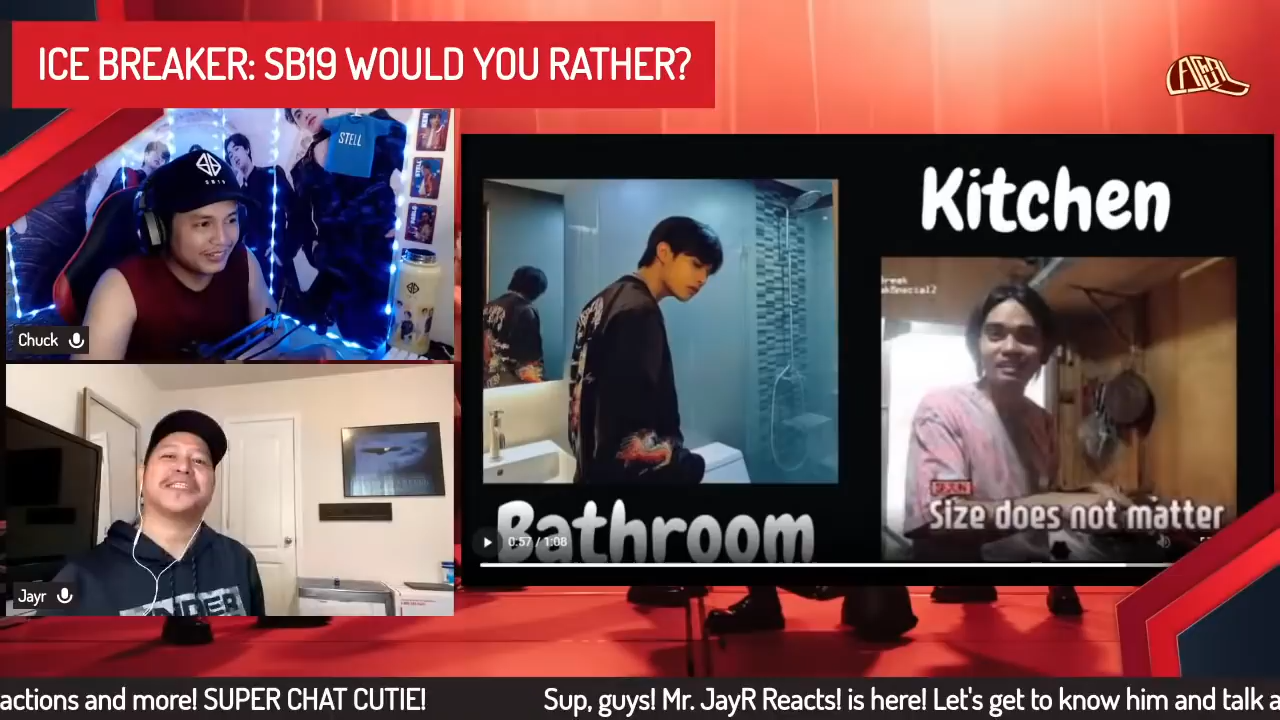 ICE BREAKER: SB19 WOULD YOU RATHER?
STELL
SB19
Chuck
Jayr
Kitchen
Size does not matter
Bathroom
0:57 / 1:08
actions and more! SUPER CHAT CUTIE!
Sup, guys! Mr. JayR Reacts! is here! Let's get to know him and talk a